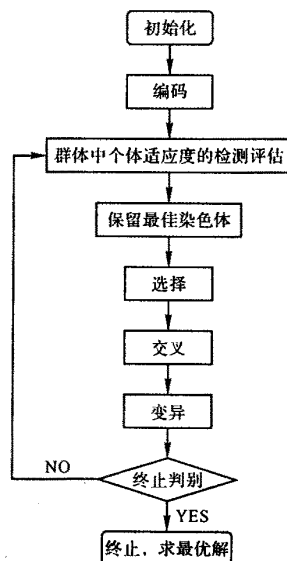 初始化
编码
群体中个体适应度的检测评估
保留最佳染色体
选择
交叉
变异
NO
终止判别
YES
终止，求最优解